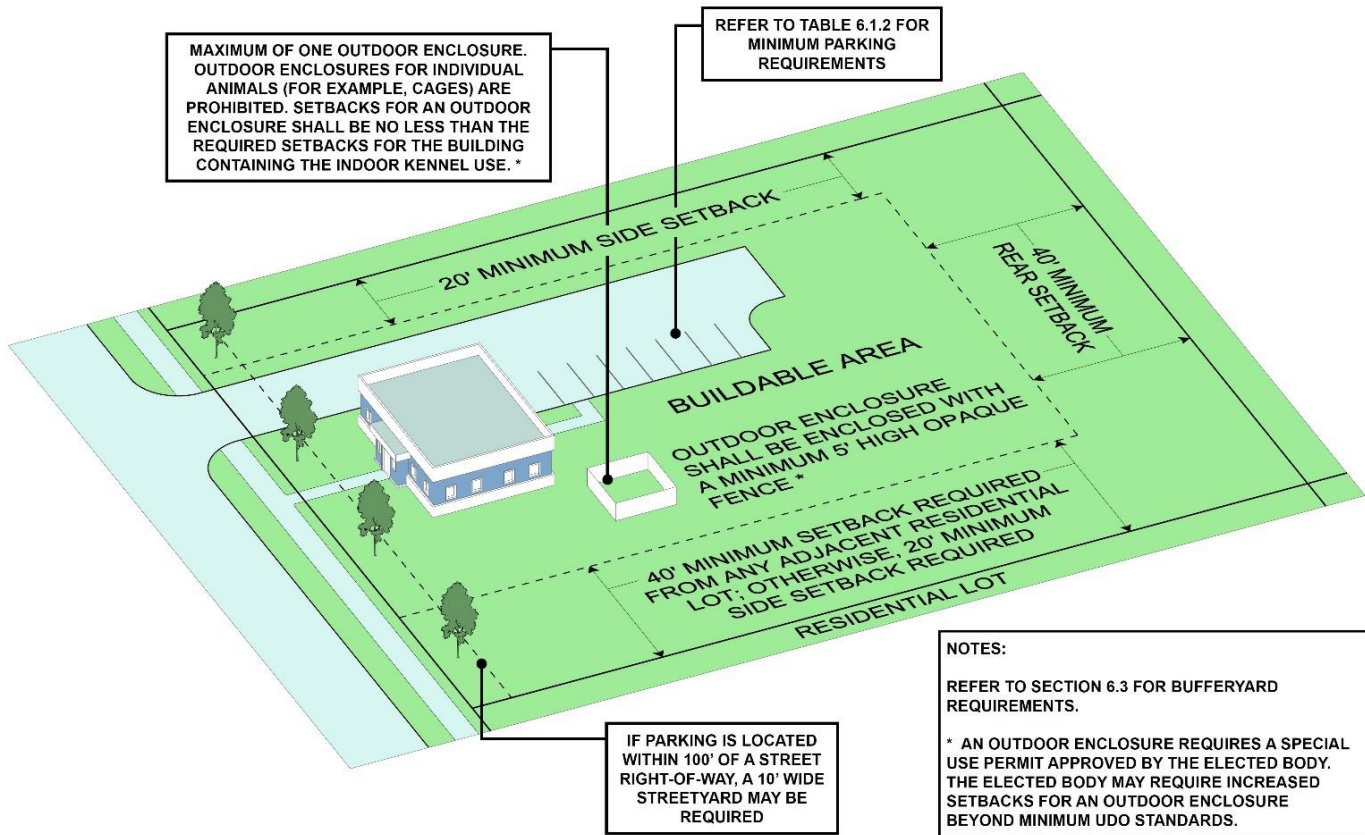 MAXIMUM OF ONE OUTDOOR ENCLOSURE.
OUTDOOR ENCLOSURES FOR INDIVIDUAL
ANIMALS (FOR EXAMPLE, CAGES) ARE
PROHIBITED. SETBACKS FOR AN OUTDOOR
ENCLOSURE SHALL BE NO LESS THAN THE
REQUIRED SETBACKS FOR THE BUILDING
CONTAINING THE INDOOR KENNEL USE. *
REFER TO TABLE 6.1.2 FOR
MINIMUM PARKING
REQUIREMENTS
20' MINIMUM SIDE SETBACK
40' MINIMUM
REAR SETBACK
BUILDABLE AREA
OUTDOOR ENCLOSURE
SHALL BE ENCLOSED WITH
A MINIMUM 5' HIGH OPAQUE
FENCE *
40' MINIMUM SETBACK REQUIRED
FROM ANY ADJACENT RESIDENTIAL
LOT; OTHERWISE, 20' MINIMUM
SIDE SETBACK REQUIRED
RESIDENTIAL LOT
IF PARKING IS LOCATED
WITHIN 100' OF A STREET
RIGHT-OF-WAY, A 10' WIDE
STREETYARD MAY BE
REQUIRED
NOTES:
REFER TO SECTION 6.3 FOR BUFFERYARD
REQUIREMENTS.
* AN OUTDOOR ENCLOSURE REQUIRES A SPECIAL
USE PERMIT APPROVED BY THE ELECTED BODY.
THE ELECTED BODY MAY REQUIRE INCREASED
SETBACKS FOR AN OUTDOOR ENCLOSURE
BEYOND MINIMUM UDO STANDARDS.